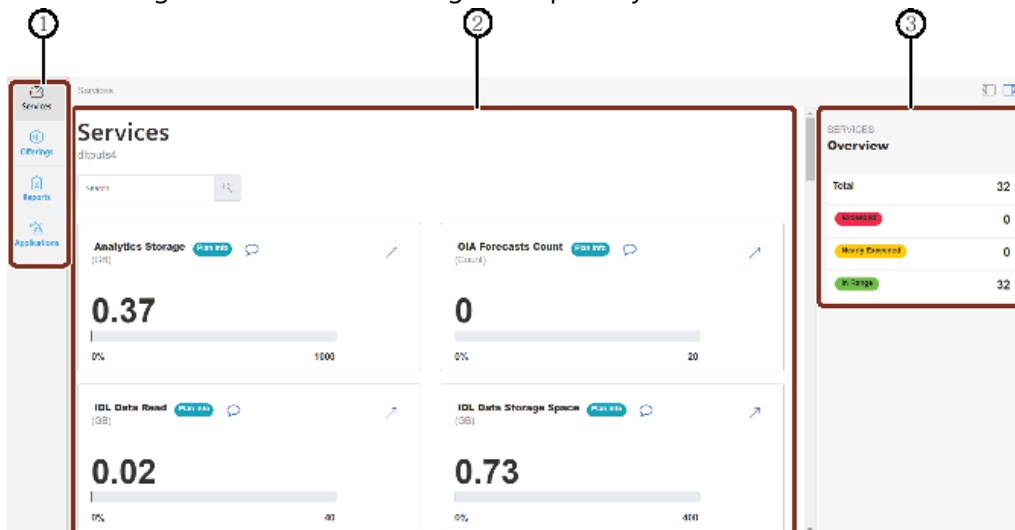 1
2
3
Services
Offerings
Reports
Applications
Services
Services
ditputs4
Search
Analytics Storage Plan Info
(GB)
0.37
0% 1000
OIA Forecasts Count Plan Info
(Count)
0
0% 20
IDL Data Read Plan Info
(GB)
0.02
0% 40
IDL Data Storage Space Plan Info
(GB)
0.73
0% 400
SERVICES
Overview
Total 32
Exceeded 0
Nearly Exceeded 0
In Range 32